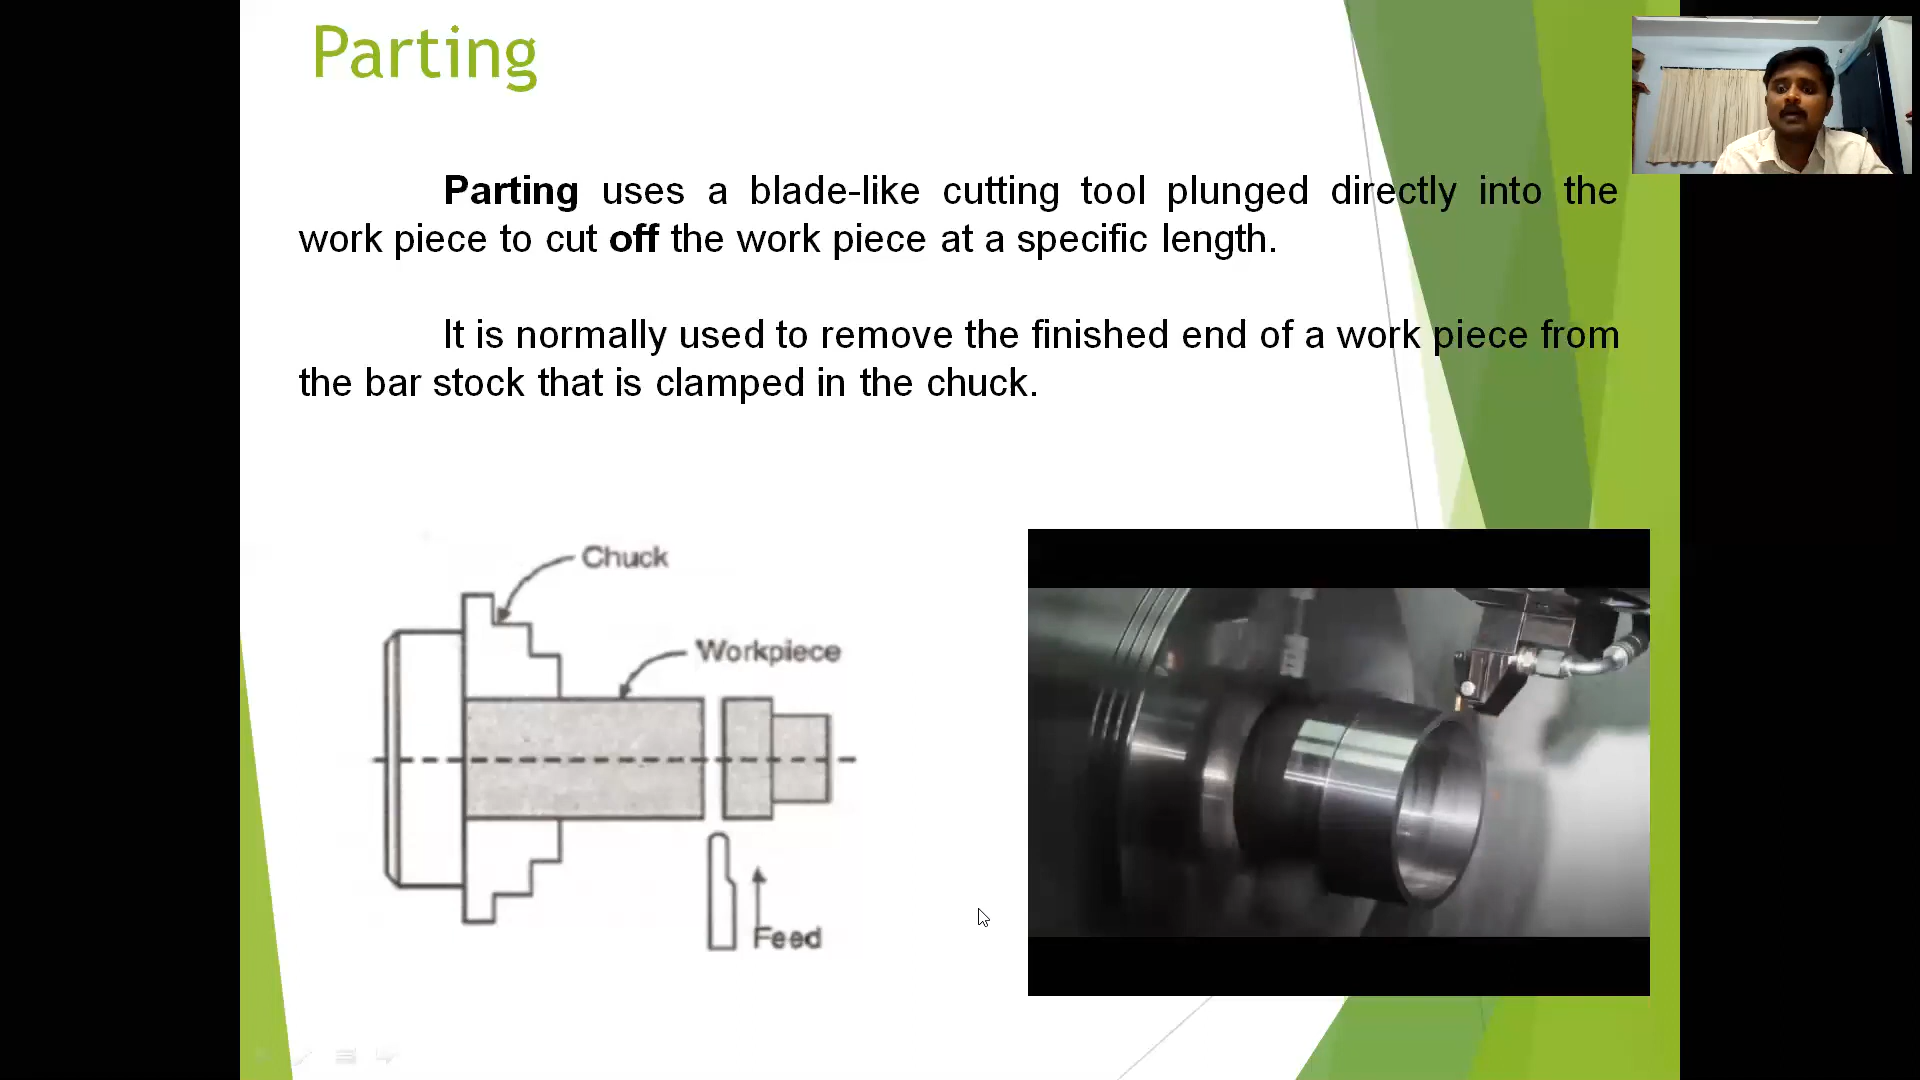 Parting
Parting uses a blade-like cutting tool plunged directly into the
work piece to cut off the work piece at a specific length.
It is normally used to remove the finished end of a work piece from
the bar stock that is clamped in the chuck.
Chuck
Workpiece
Feed